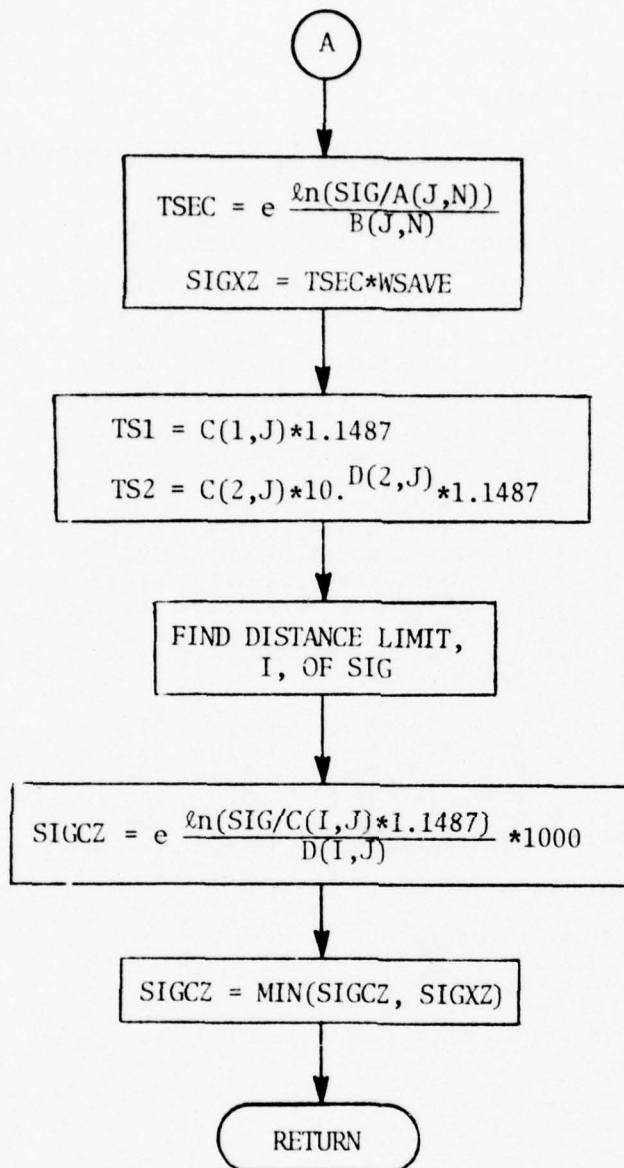 A
TSEC = e ln(SIG/A(J,N))
B(J,N)
SIGXZ = TSEC*WSAVE
TS1 = C(1,J)*1.1487
TS2 = C(2,J)*10.D(2,J)*1.1487
FIND DISTANCE LIMIT,
I, OF SIG
SIGCZ = e ℓn(SIG/C(I,J)*1.1487) *1000
D(I,J)
SIGCZ = MIN(SIGCZ, SIGXZ)
RETURN